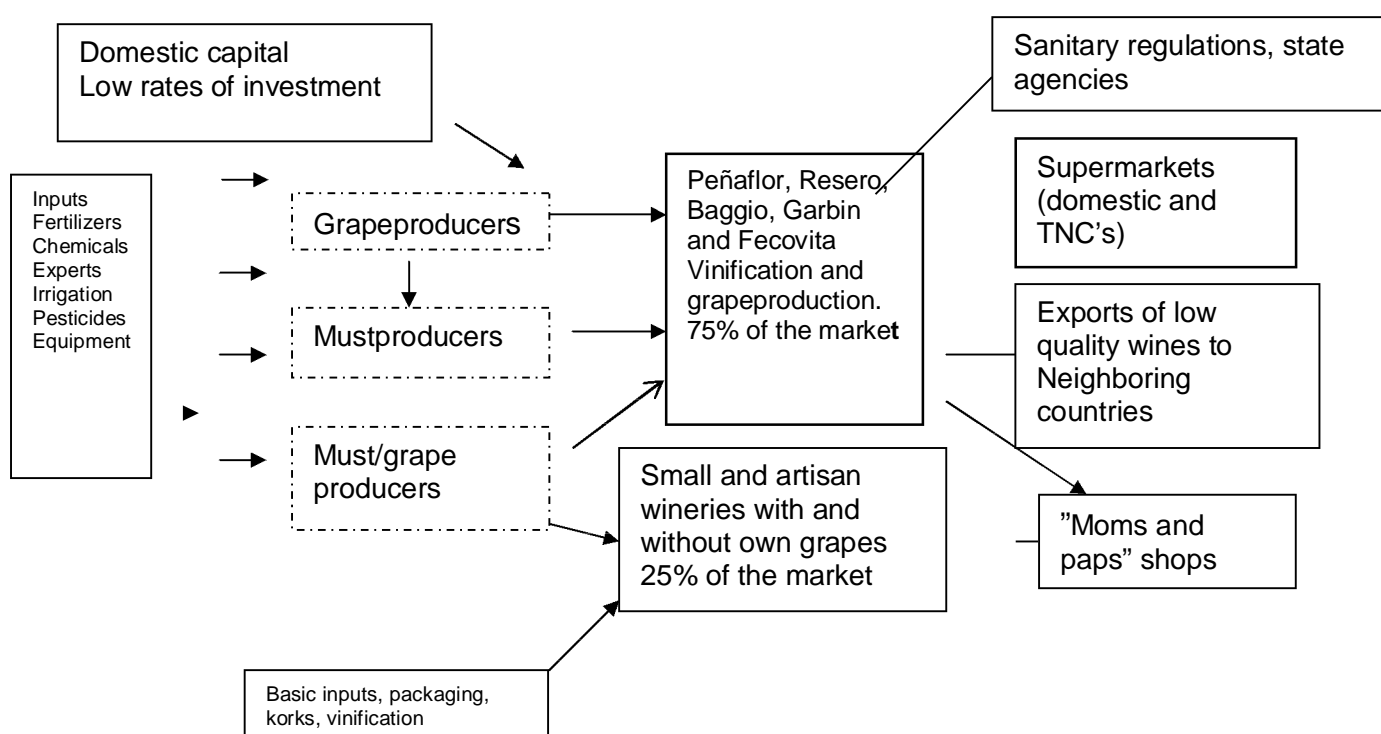 Domestic capital
Low rates of investment
Sanitary regulations, state
agencies
Inputs
Fertilizers
Chemicals
Experts
Irrigation
Pesticides
Equipment
Grapeproducers
Mustproducers
Must/grape
producers
Peñaflor, Resero,
Baggio, Garbin
and Fecovita
Vinification and
grapeproduction.
75% of the market
Supermarkets
(domestic and
TNC's)
Exports of low
quality wines to
Neighboring
countries
Small and artisan
wineries with and
without own grapes
25% of the market
”Moms and
paps” shops
Basic inputs, packaging,
korks, vinification